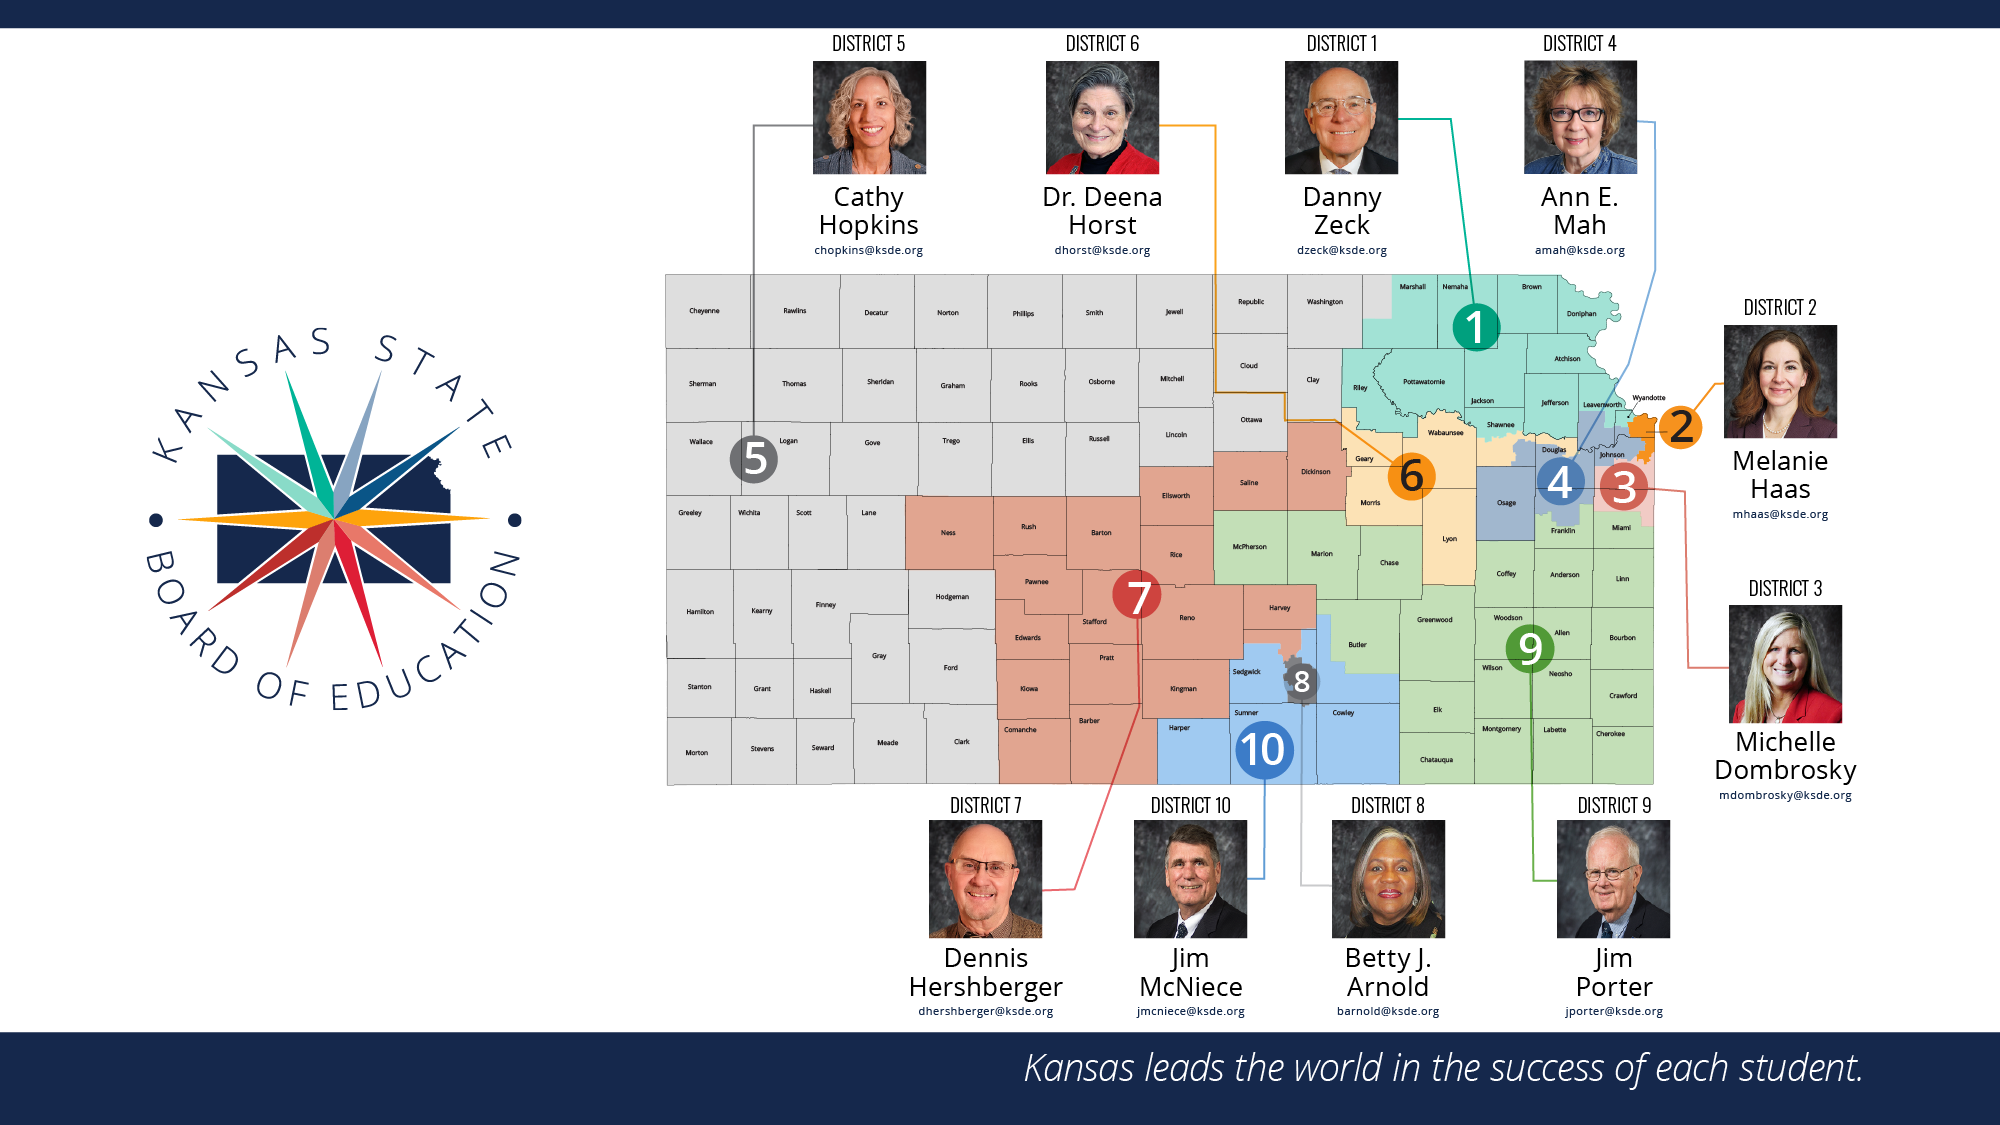 KANSAS STATE
BOARD OF EDUCATION
DISTRICT 5
Cathy
Hopkins
chopkins@ksde.org
DISTRICT 6
Dr. Deena
Horst
dhorst@ksde.org
DISTRICT 1
Danny
Zeck
dzeck@ksde.org
DISTRICT 4
Ann E.
Mah
amah@ksde.org
DISTRICT 2
Melanie
Haas
mhaas@ksde.org
DISTRICT 3
Michelle
Dombrosky
mdombrosky@ksde.org
Cheyenne
Rawlins
Decatur
Norton
Phillips
Smith
Jewell
Republic
Washington
Marshall
Nemaha
Brown
Doniphan
1
Sherman
Thomas
Sheridan
Graham
Rooks
Osborne
Mitchell
Cloud
Clay
Riley
Pottawatomie
Jackson
Atchison
Jefferson
Leavenworth
Wyandotte
2
Wallace
5
Logan
Gove
Trego
Ellis
Russell
Lincoln
Ottawa
Wabaunsee
Shawnee
Douglas
Johnson
Geary
6
4
3
Dickinson
Saline
Ellsworth
Morris
Osage
Greeley
Wichita
Scott
Lane
Ness
Rush
Barton
Rice
McPherson
Marion
Chase
Lyon
Franklin
Miami
Hamilton
Kearny
Finney
Hodgeman
Pawnee
7
Stafford
Edwards
Reno
Harvey
Butler
Greenwood
Coffey
Anderson
Linn
Woodson
Allen
Bourbon
9
Gray
Ford
Pratt
Stanton
Grant
Haskell
Kiowa
Kingman
Sedgwick
8
Wilson
Neosho
Crawford
Morton
Stevens
Seward
Meade
Clark
Comanche
Barber
Harper
Sumner
10
Cowley
Elk
Chatauqua
Montgomery
Labette
Cherokee
DISTRICT 7
Dennis
Hershberger
dhershberger@ksde.org
DISTRICT 10
Jim
McNiece
jmcniece@ksde.org
DISTRICT 8
Betty J.
Arnold
barnold@ksde.org
DISTRICT 9
Jim
Porter
jporter@ksde.org
Kansas leads the world in the success of each student.